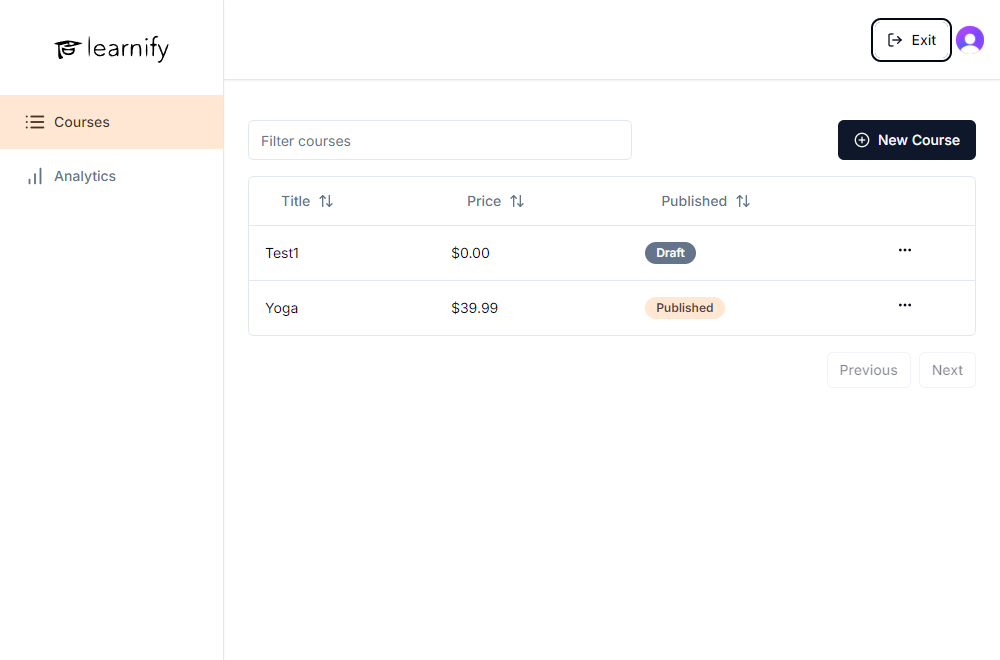 learnify
Exit
Courses
Analytics
Filter courses
New Course
Title Price Published
Test1 $0.00 Draft
Yoga $39.99 Published
Previous Next